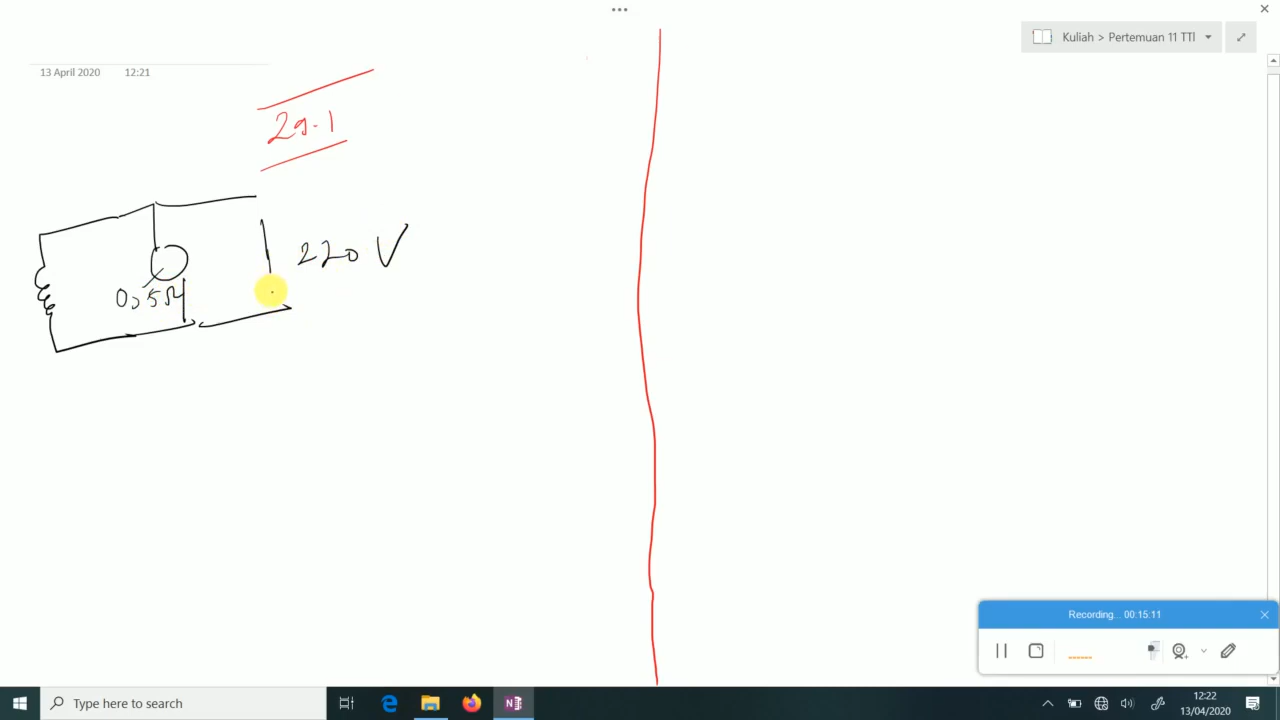 Kuliah > Pertemuan 11 TTI
13 April 2020 12:21
29.1
220 V
0,5Ω
Recording... 00:15:11
Type here to search
12:22
13/04/2020